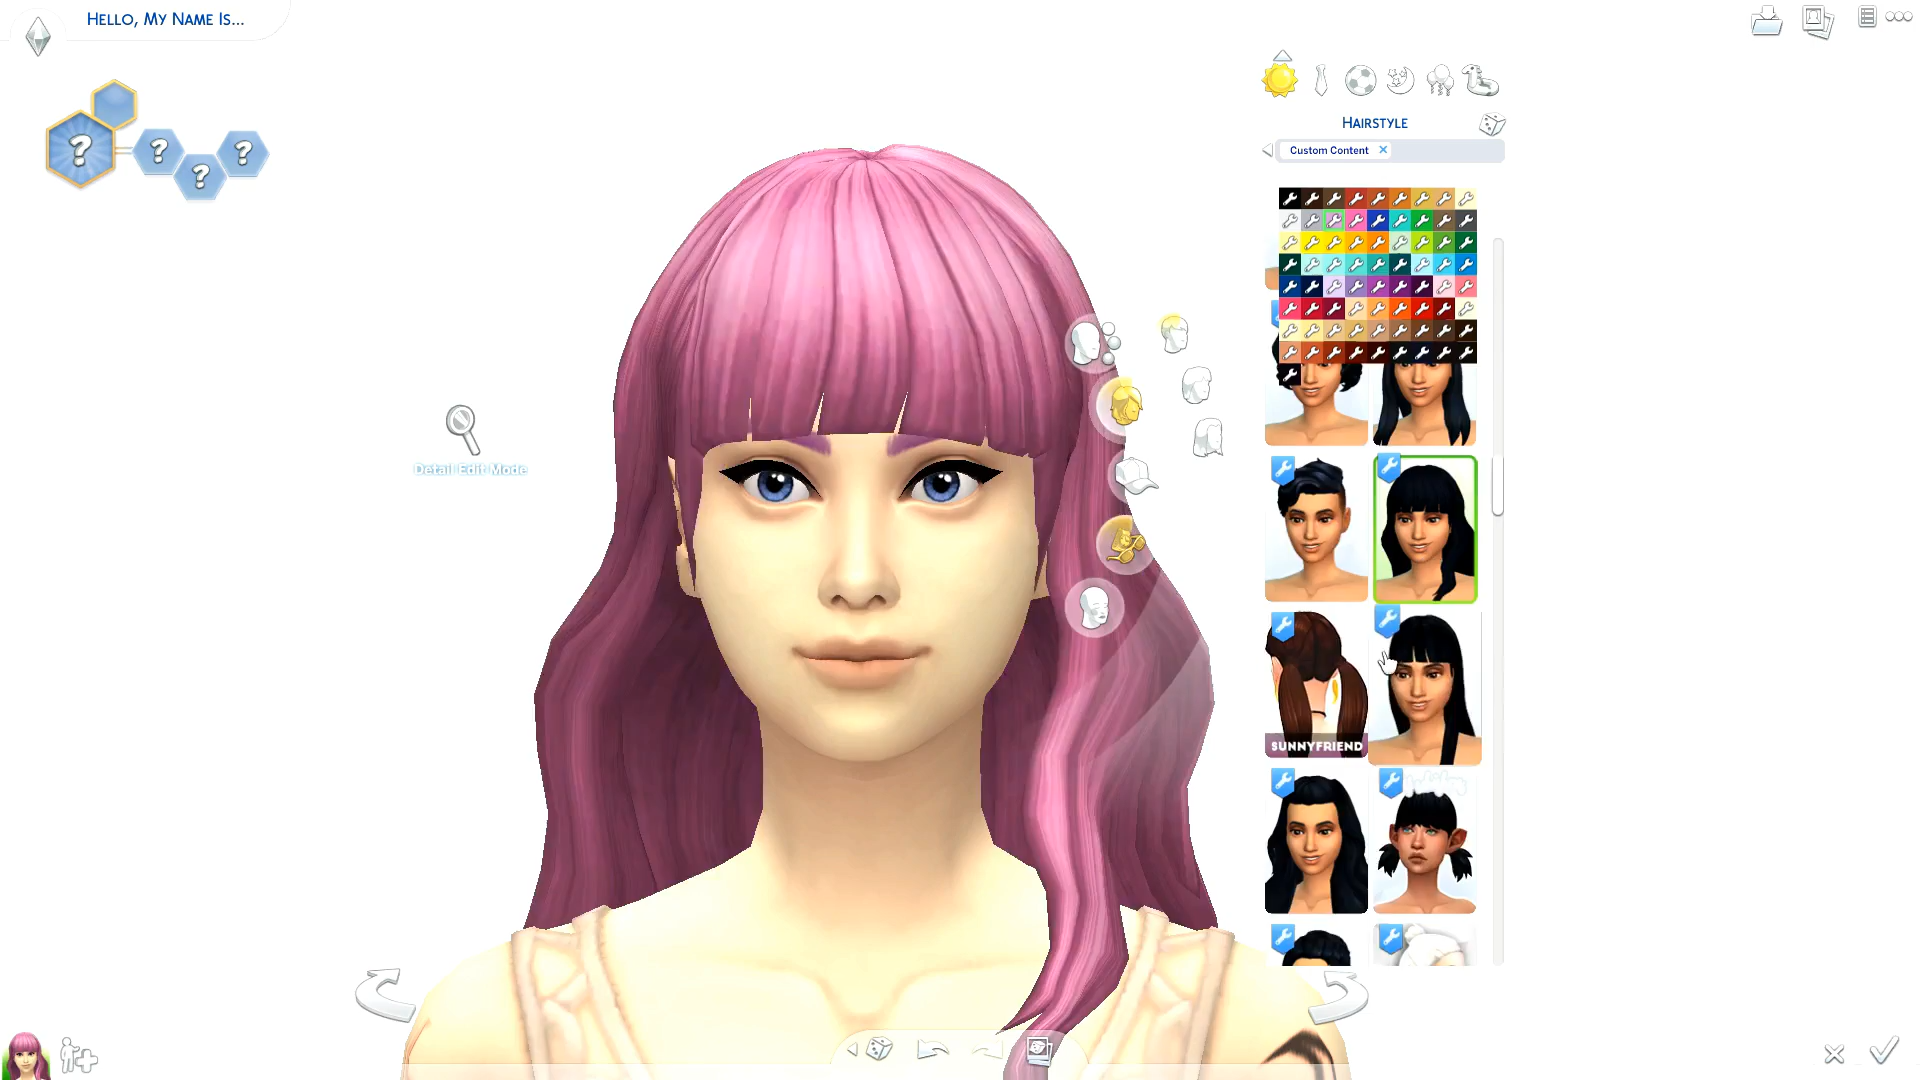 Hello, My Name Is...
Hairstyle
Custom Content
Detail Edit Mode
SUNNYFRIEND